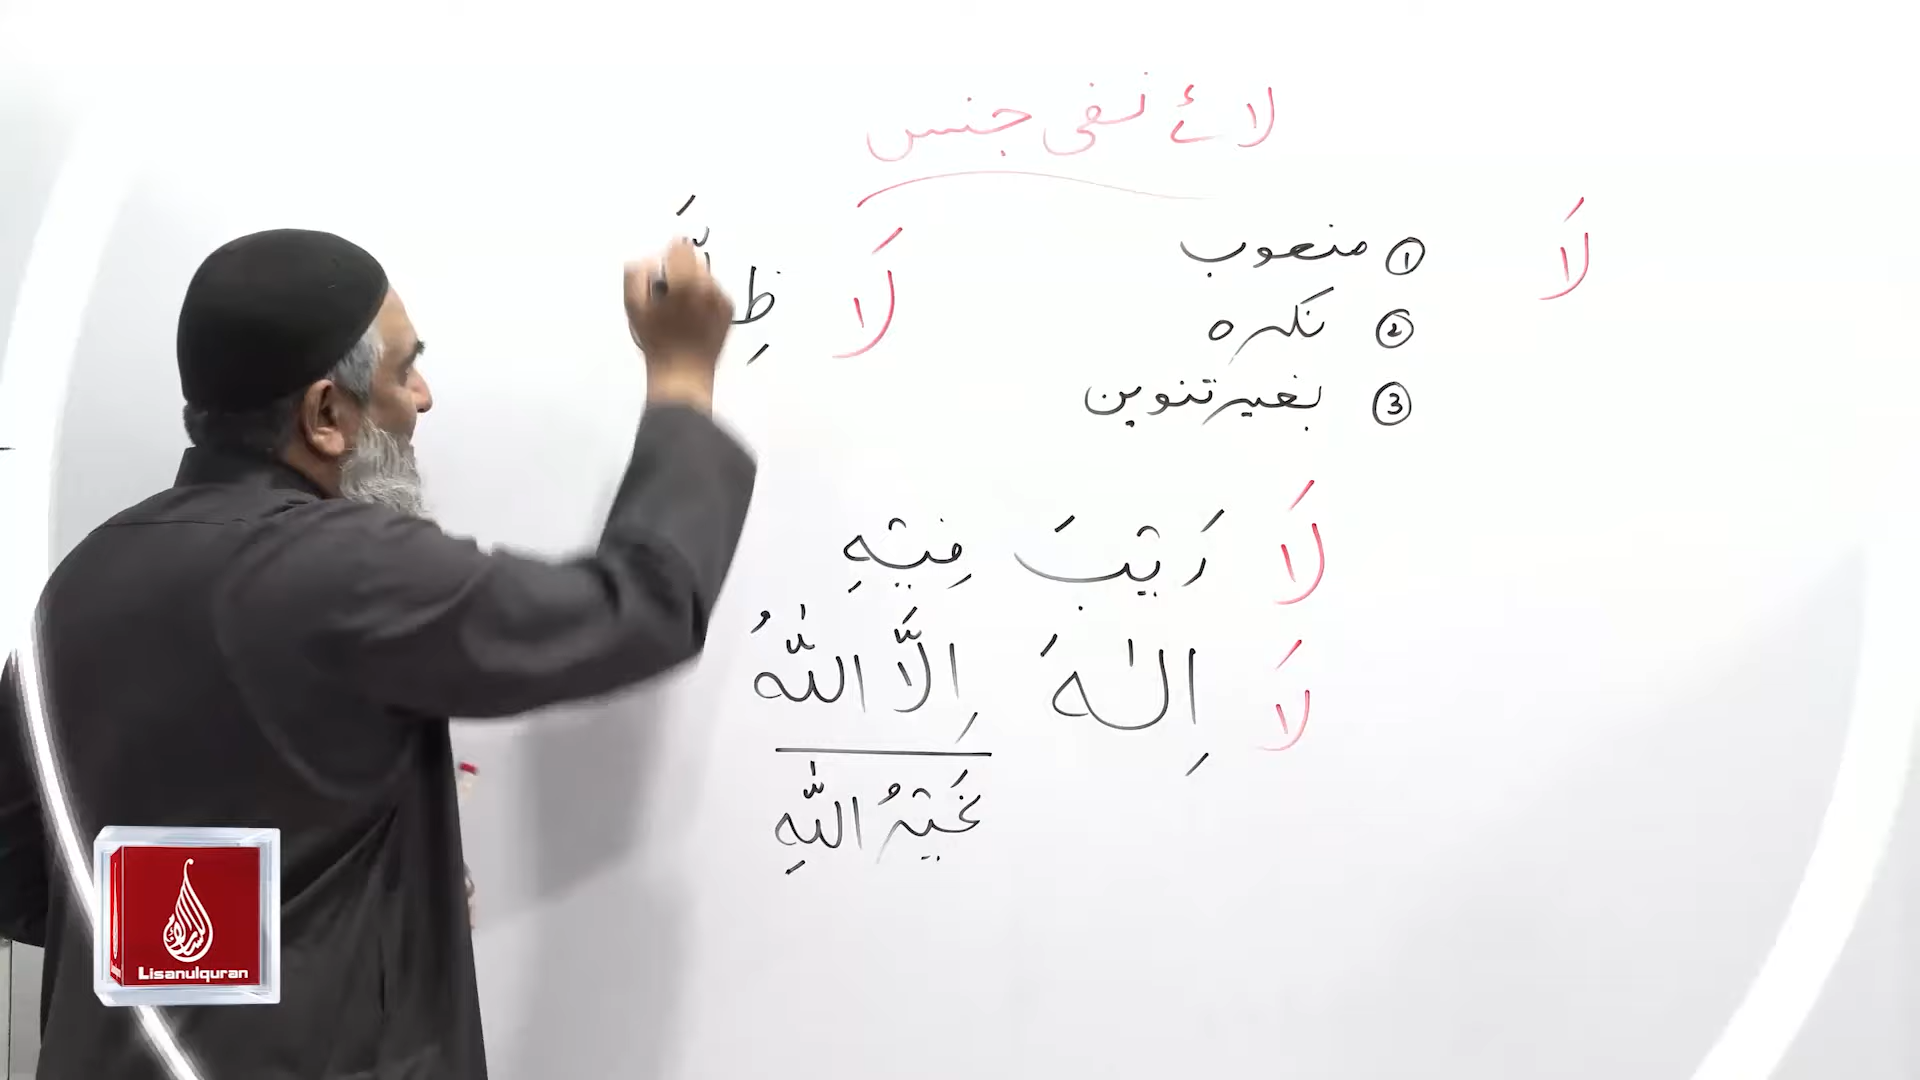 لائے نفی جنس
لَا
① منصوب
② نکرہ
③ بغیر تنوین
لَا
لَا رَيْبَ فِيْهِ
لَا اِلٰهَ اِلَّا اللّٰهُ
غَيْرُ اللّٰهِ
Lisanulquran